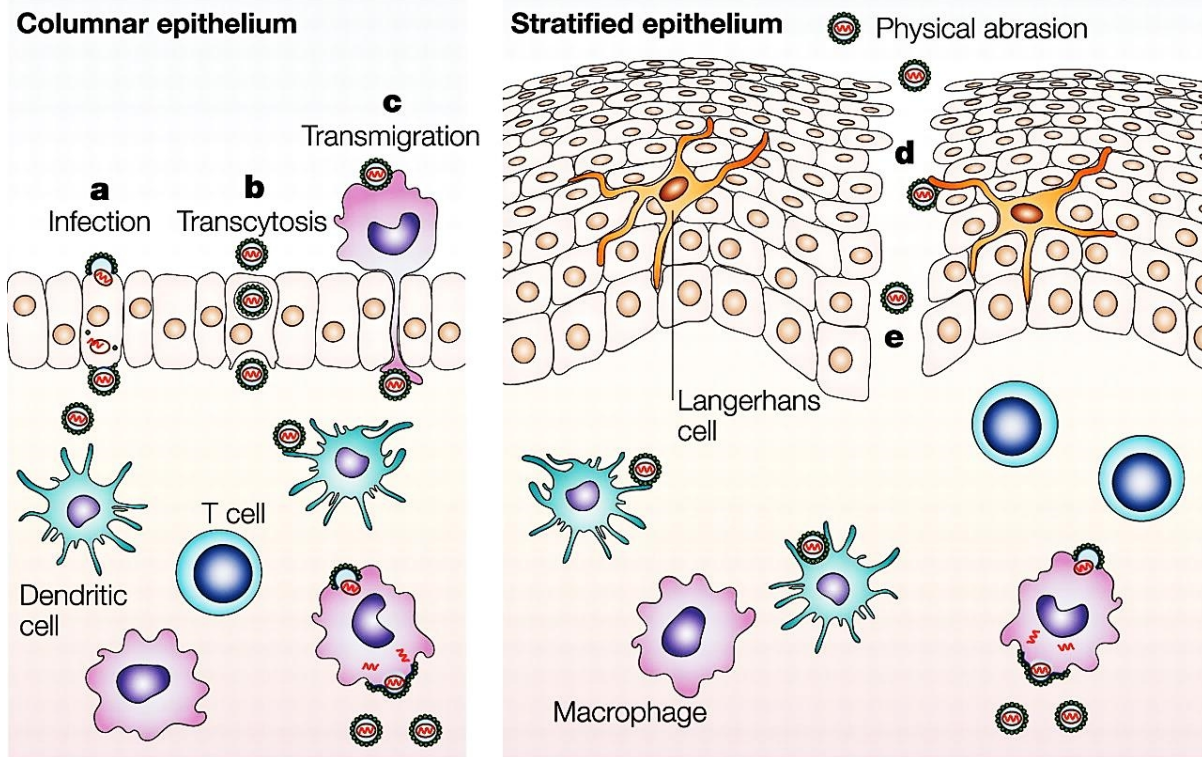 Columnar epithelium
c
Transmigration
a
Infection
b
Transcytosis
T cell
Dendritic
cell
Stratified epithelium
Physical abrasion
d
e
Langerhans
cell
Macrophage